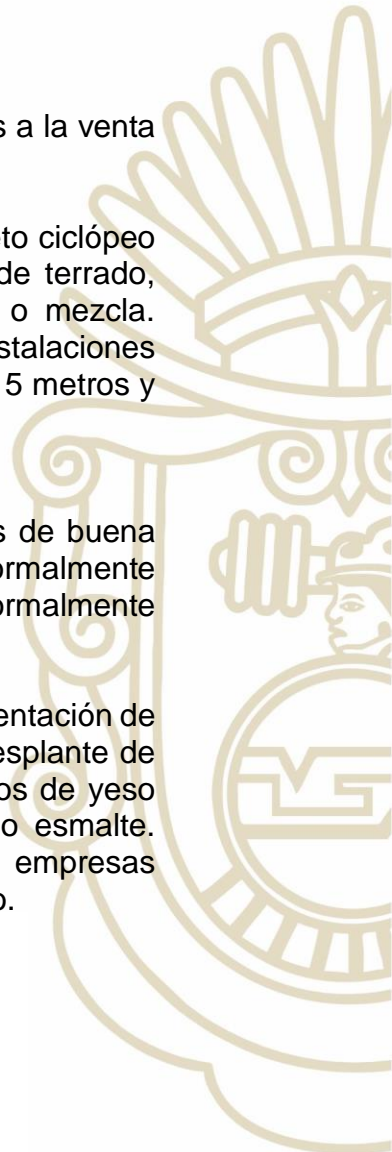 s a la venta
to ciclópeo
de terrado,
o mezcla.
stalaciones
5 metros y
s de buena
ormalmente
ormalmente
entación de
esplante de
os de yeso
o esmalte.
empresas
o.